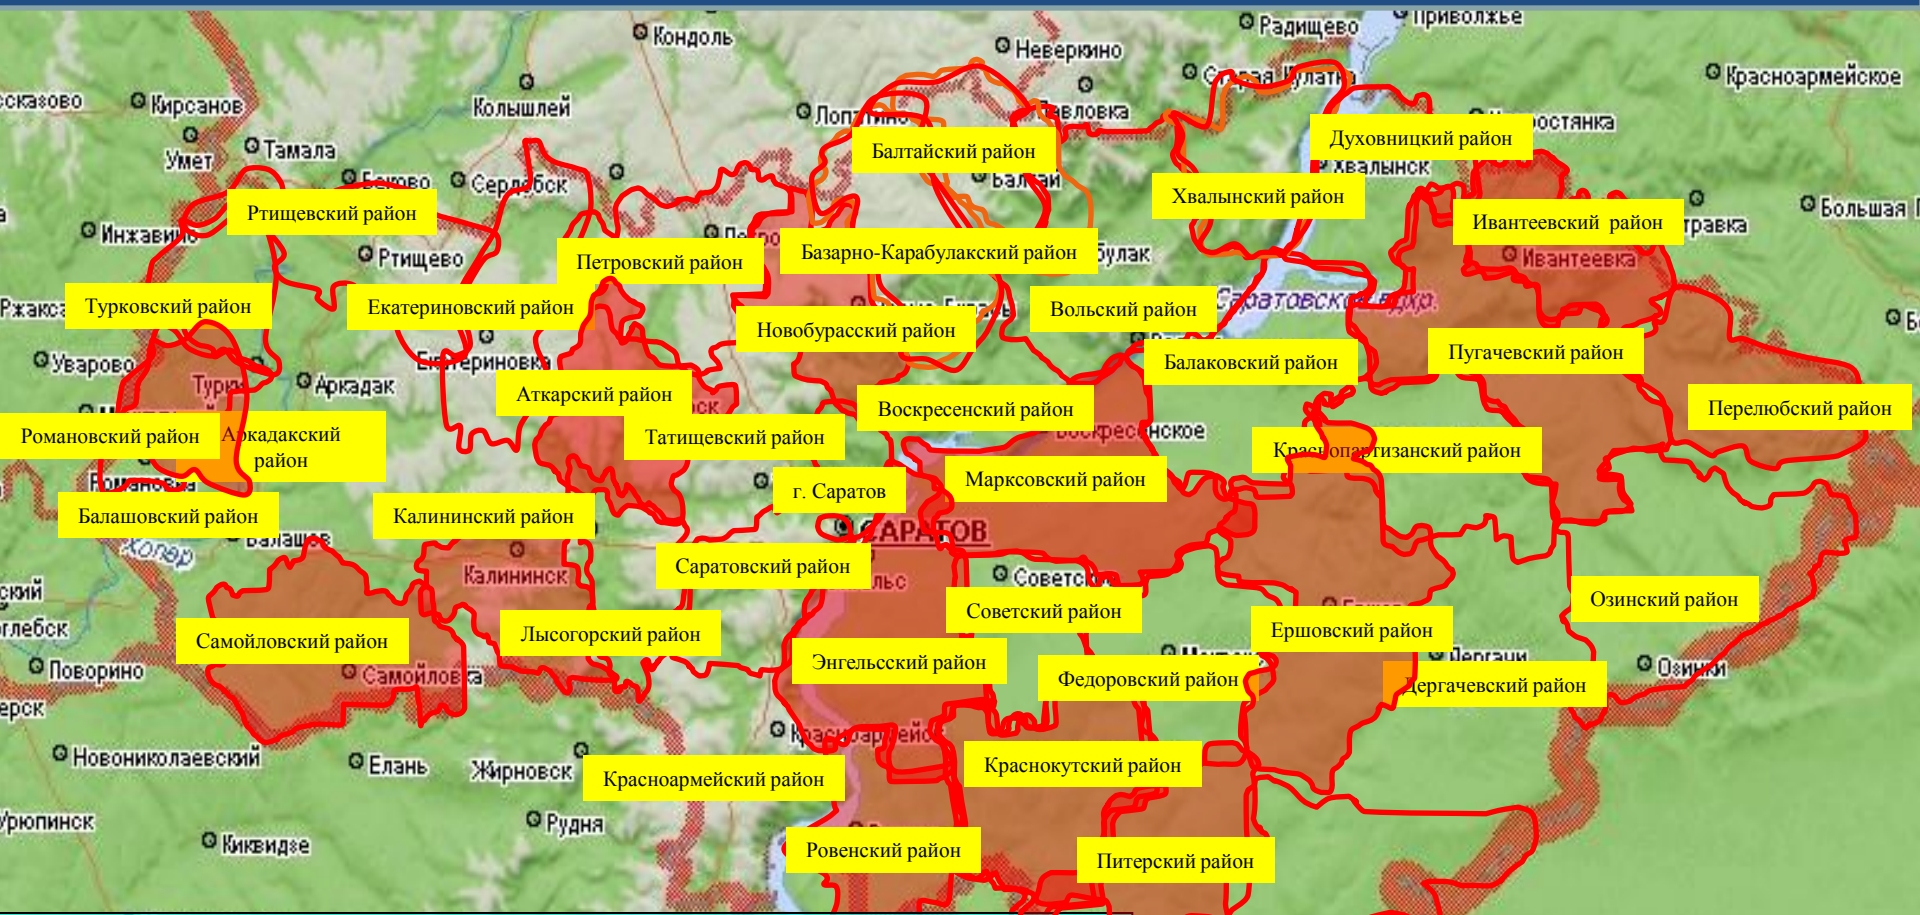 Приволжье
Радищево
Кондоль
Неверкино
Старая Кулатка
Красноармейское
Кирсанов
Колышлей
Умет
Тамала
Балтайский район
Духовницкий район
Хвалынск
Сердобск
Беково
Балтай
Хвалынский район
Ртищевский район
Ивантеевский район
Инжавино
Большая
Ртищево
Петровский район
Базарно-Карабулакский район
Ивантеевка
Турковский район
Екатериновский район
Вольский район
Саратовское вдхр.
Новобурасский район
Уварово
Екатериновка
Балаковский район
Пугачевский район
Аркадак
Аткарский район
Воскресенский район
Перелюбский район
Романовский район
Аркадакский
район
Татищевский район
Воскресенское
Краснопартизанский район
Романовка
Марксовский район
г. Саратов
Балашовский район
Калининский район
САРАТОВ
Балашов
Хопер
Саратовский район
Калининск
Советский район
Озинский район
Самойловский район
Лысогорский район
Ершовский район
Энгельсский район
Поворино
Самойловка
Федоровский район
Дергачи
Дергачевский район
Озинки
Новониколаевский
Елань
Жирновск
Красноармейский район
Краснокутский район
Рудня
Киквидзе
Ровенский район
Питерский район